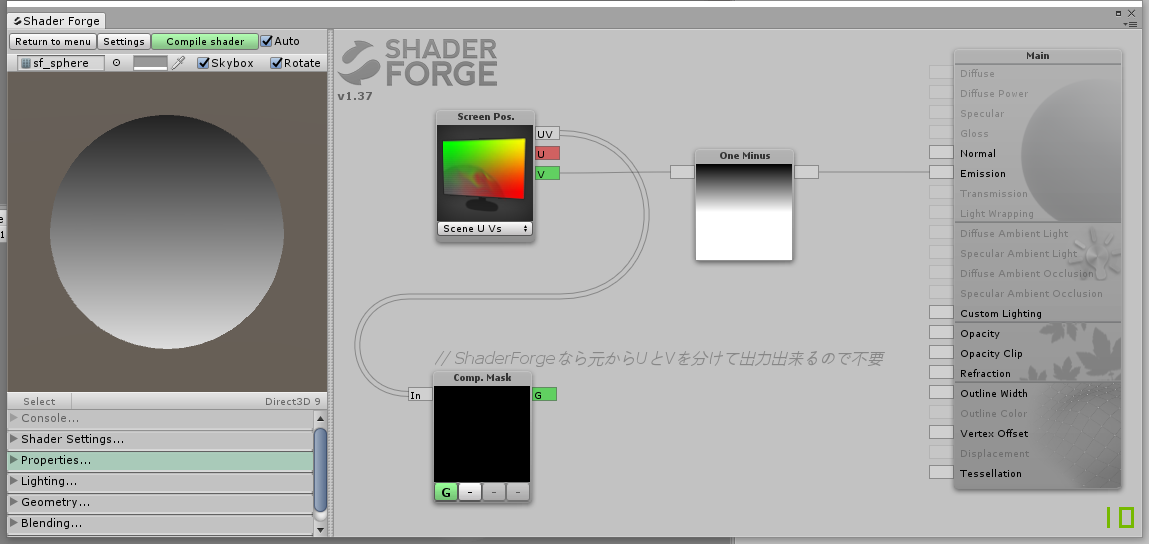 Shader Forge
Return to menu
Settings
Compile shader
Auto
sf_sphere
Skybox
Rotate
Select
Direct3D 9
Console...
Shader Settings...
Properties...
Lighting...
Geometry...
Blending...
SHADER
FORGE
v1.37
Screen Pos.
UV
U
V
Scene U Vs
One Minus
// ShaderForgeなら元からUとVを分けて出力出来るので不要
Comp. Mask
In
G
G
-
-
-
Main
Diffuse
Diffuse Power
Specular
Gloss
Normal
Emission
Transmission
Light Wrapping
Diffuse Ambient Light
Specular Ambient Light
Diffuse Ambient Occlusion
Specular Ambient Occlusion
Custom Lighting
Opacity
Opacity Clip
Refraction
Outline Width
Outline Color
Vertex Offset
Displacement
Tessellation
10